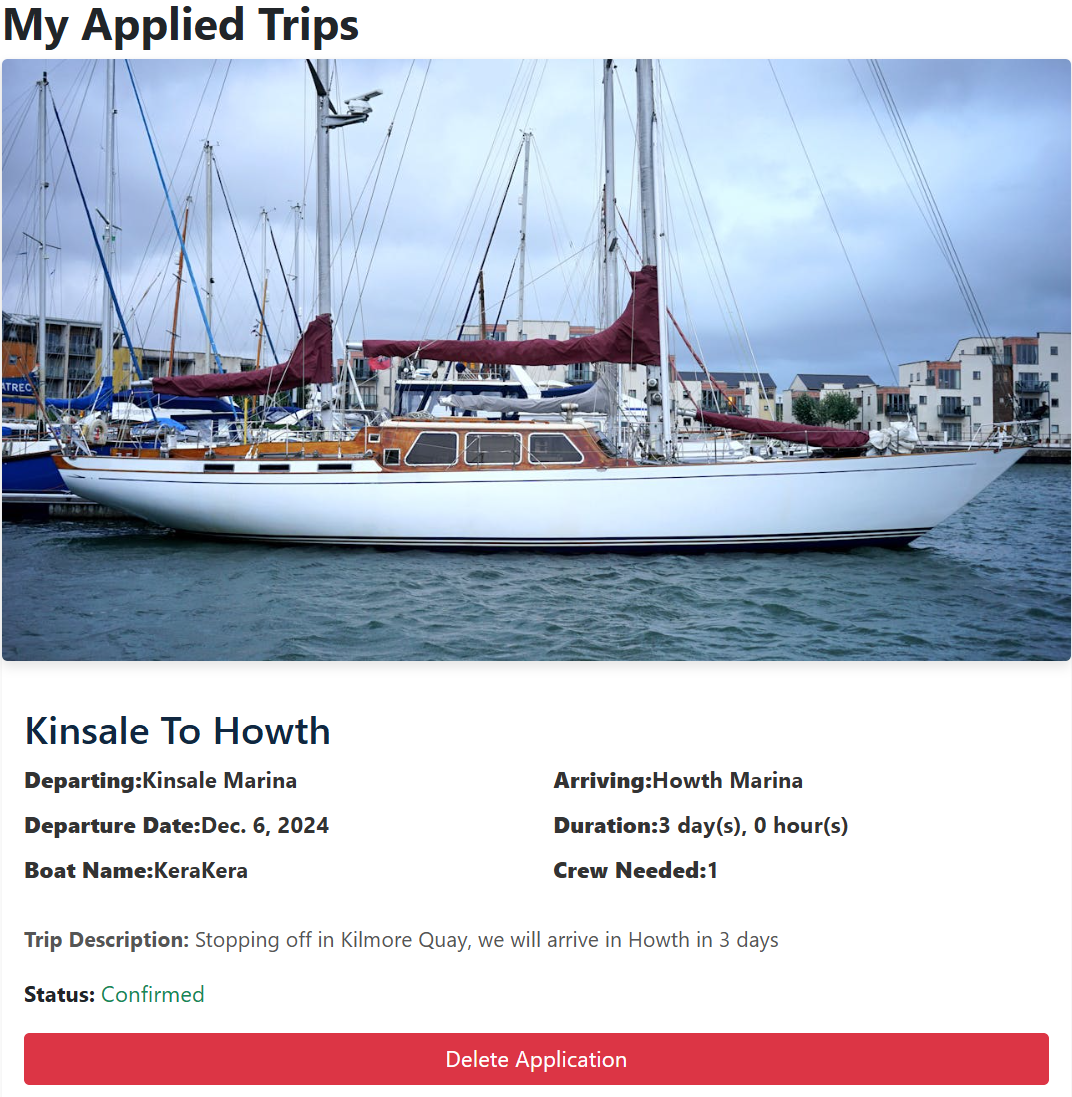 My Applied Trips
ATREC
Kinsale To Howth
Departing:Kinsale Marina
Arriving:Howth Marina
Departure Date:Dec. 6, 2024
Duration:3 day(s), 0 hour(s)
Boat Name:KeraKera
Crew Needed:1
Trip Description: Stopping off in Kilmore Quay, we will arrive in Howth in 3 days
Status: Confirmed
Delete Application